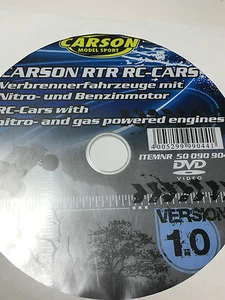 CARSON
MODEL SPORT
CARSON RTR RC-CARS
Verbrennerfahrzeuge mit
Nitro- und Benzinmotor
RC-Cars with
nitro- and gas powered engines
4005299990441
ITEMNR 50 090 904
DVD
VIDEO
VERSION
1.0